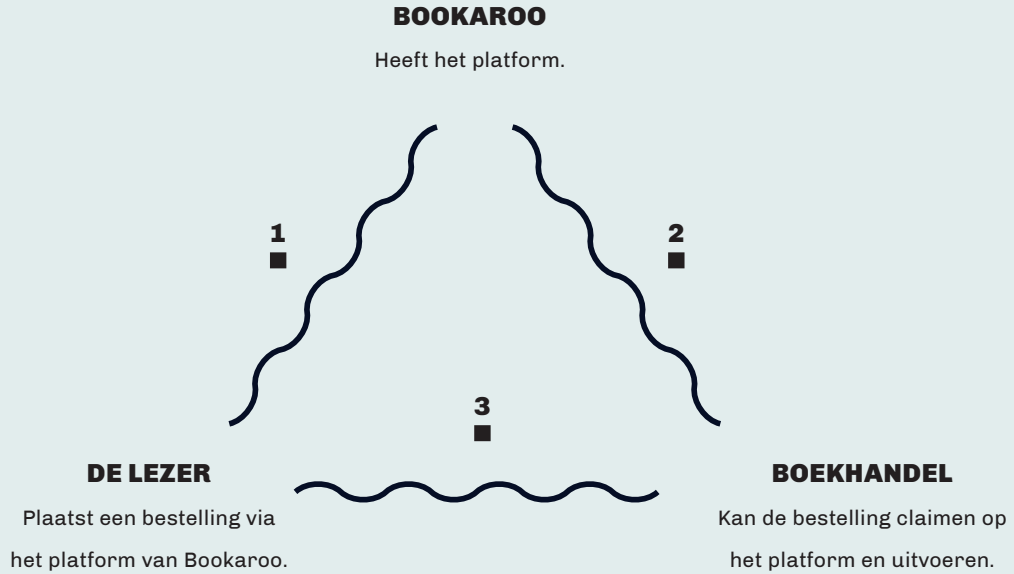 BOOKAROO
Heeft het platform.
1
2
3
DE LEZER
Plaatst een bestelling via
het platform van Bookaroo.
BOEKHANDEL
Kan de bestelling claimen op
het platform en uitvoeren.